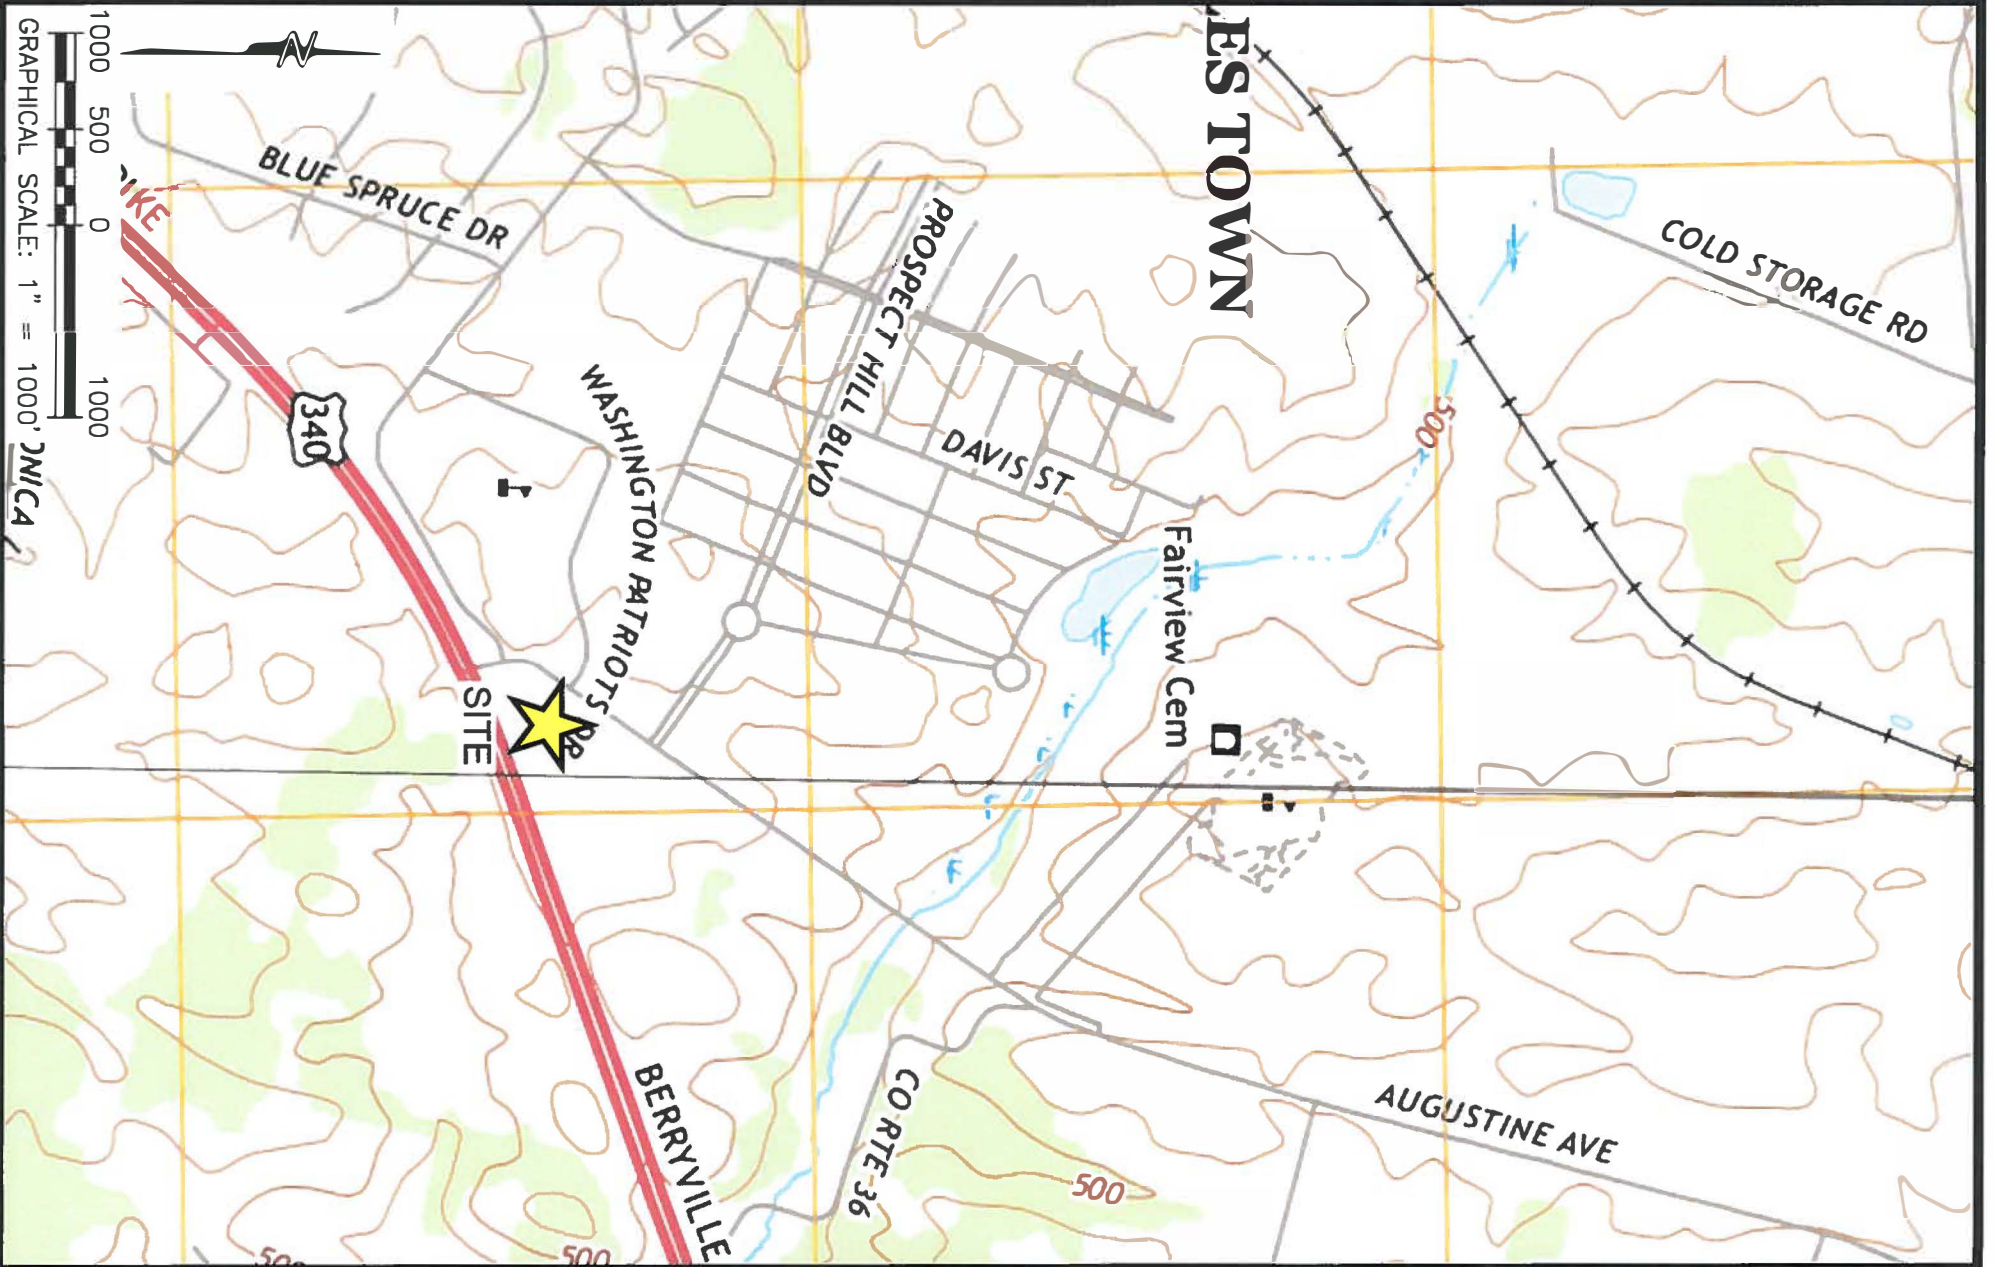 ES TOWN
COLD STORAGE RD
BLUE SPRUCE DR
PROSPECT HILL BLVD
WASHINGTON PATRIOTS DR
DAVIS ST
340
500
Fairview Cem
SITE
BERRYVILLE
CO RTE 36
AUGUSTINE AVE
500
500
N
1000 500 0 1000
GRAPHICAL SCALE: 1" = 1000'